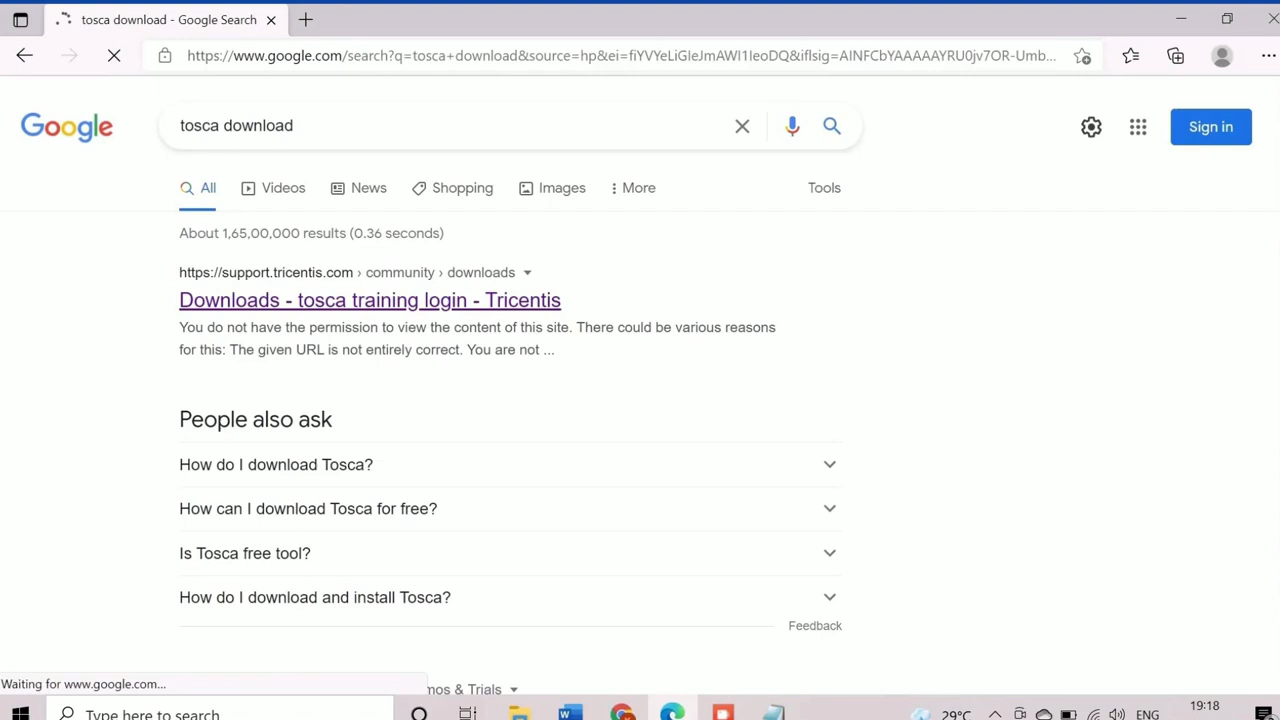 tosca download - Google Search
https://www.google.com/search?q=tosca+download&source=hp&ei=fiYVYeLiGIeJmAWI1IeoDQ&iflsig=AINFCbYAAAAAYRU0jv7OR-Umb...
Google
tosca download
Sign in
All Videos News Shopping Images More Tools
About 1,65,00,000 results (0.36 seconds)
https://support.tricentis.com › community › downloads
Downloads - tosca training login - Tricentis
You do not have the permission to view the content of this site. There could be various reasons
for this: The given URL is not entirely correct. You are not ...
People also ask
How do I download Tosca?
How can I download Tosca for free?
Is Tosca free tool?
How do I download and install Tosca?
Feedback
Waiting for www.google.com...
mos & Trials
Type here to search
29°C
ENG
19:18